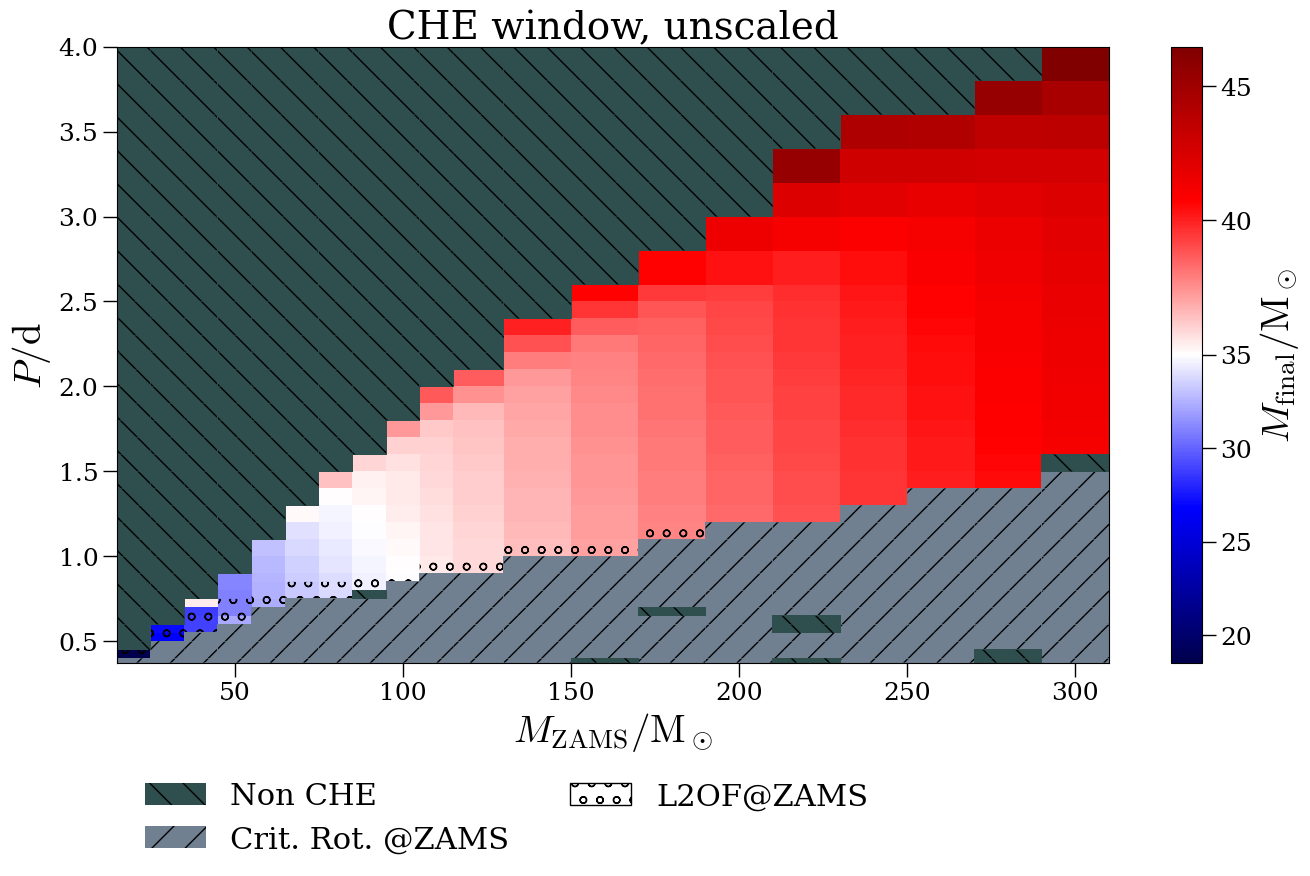 CHE window, unscaled
4.0
3.5
3.0
2.5
2.0
1.5
1.0
0.5
P/d
50 100 150 200 250 300
M_ZAMS/M_⊙
45
40
35
30
25
20
M_final/M_⊙
Non CHE
Crit. Rot. @ZAMS
L2OF@ZAMS